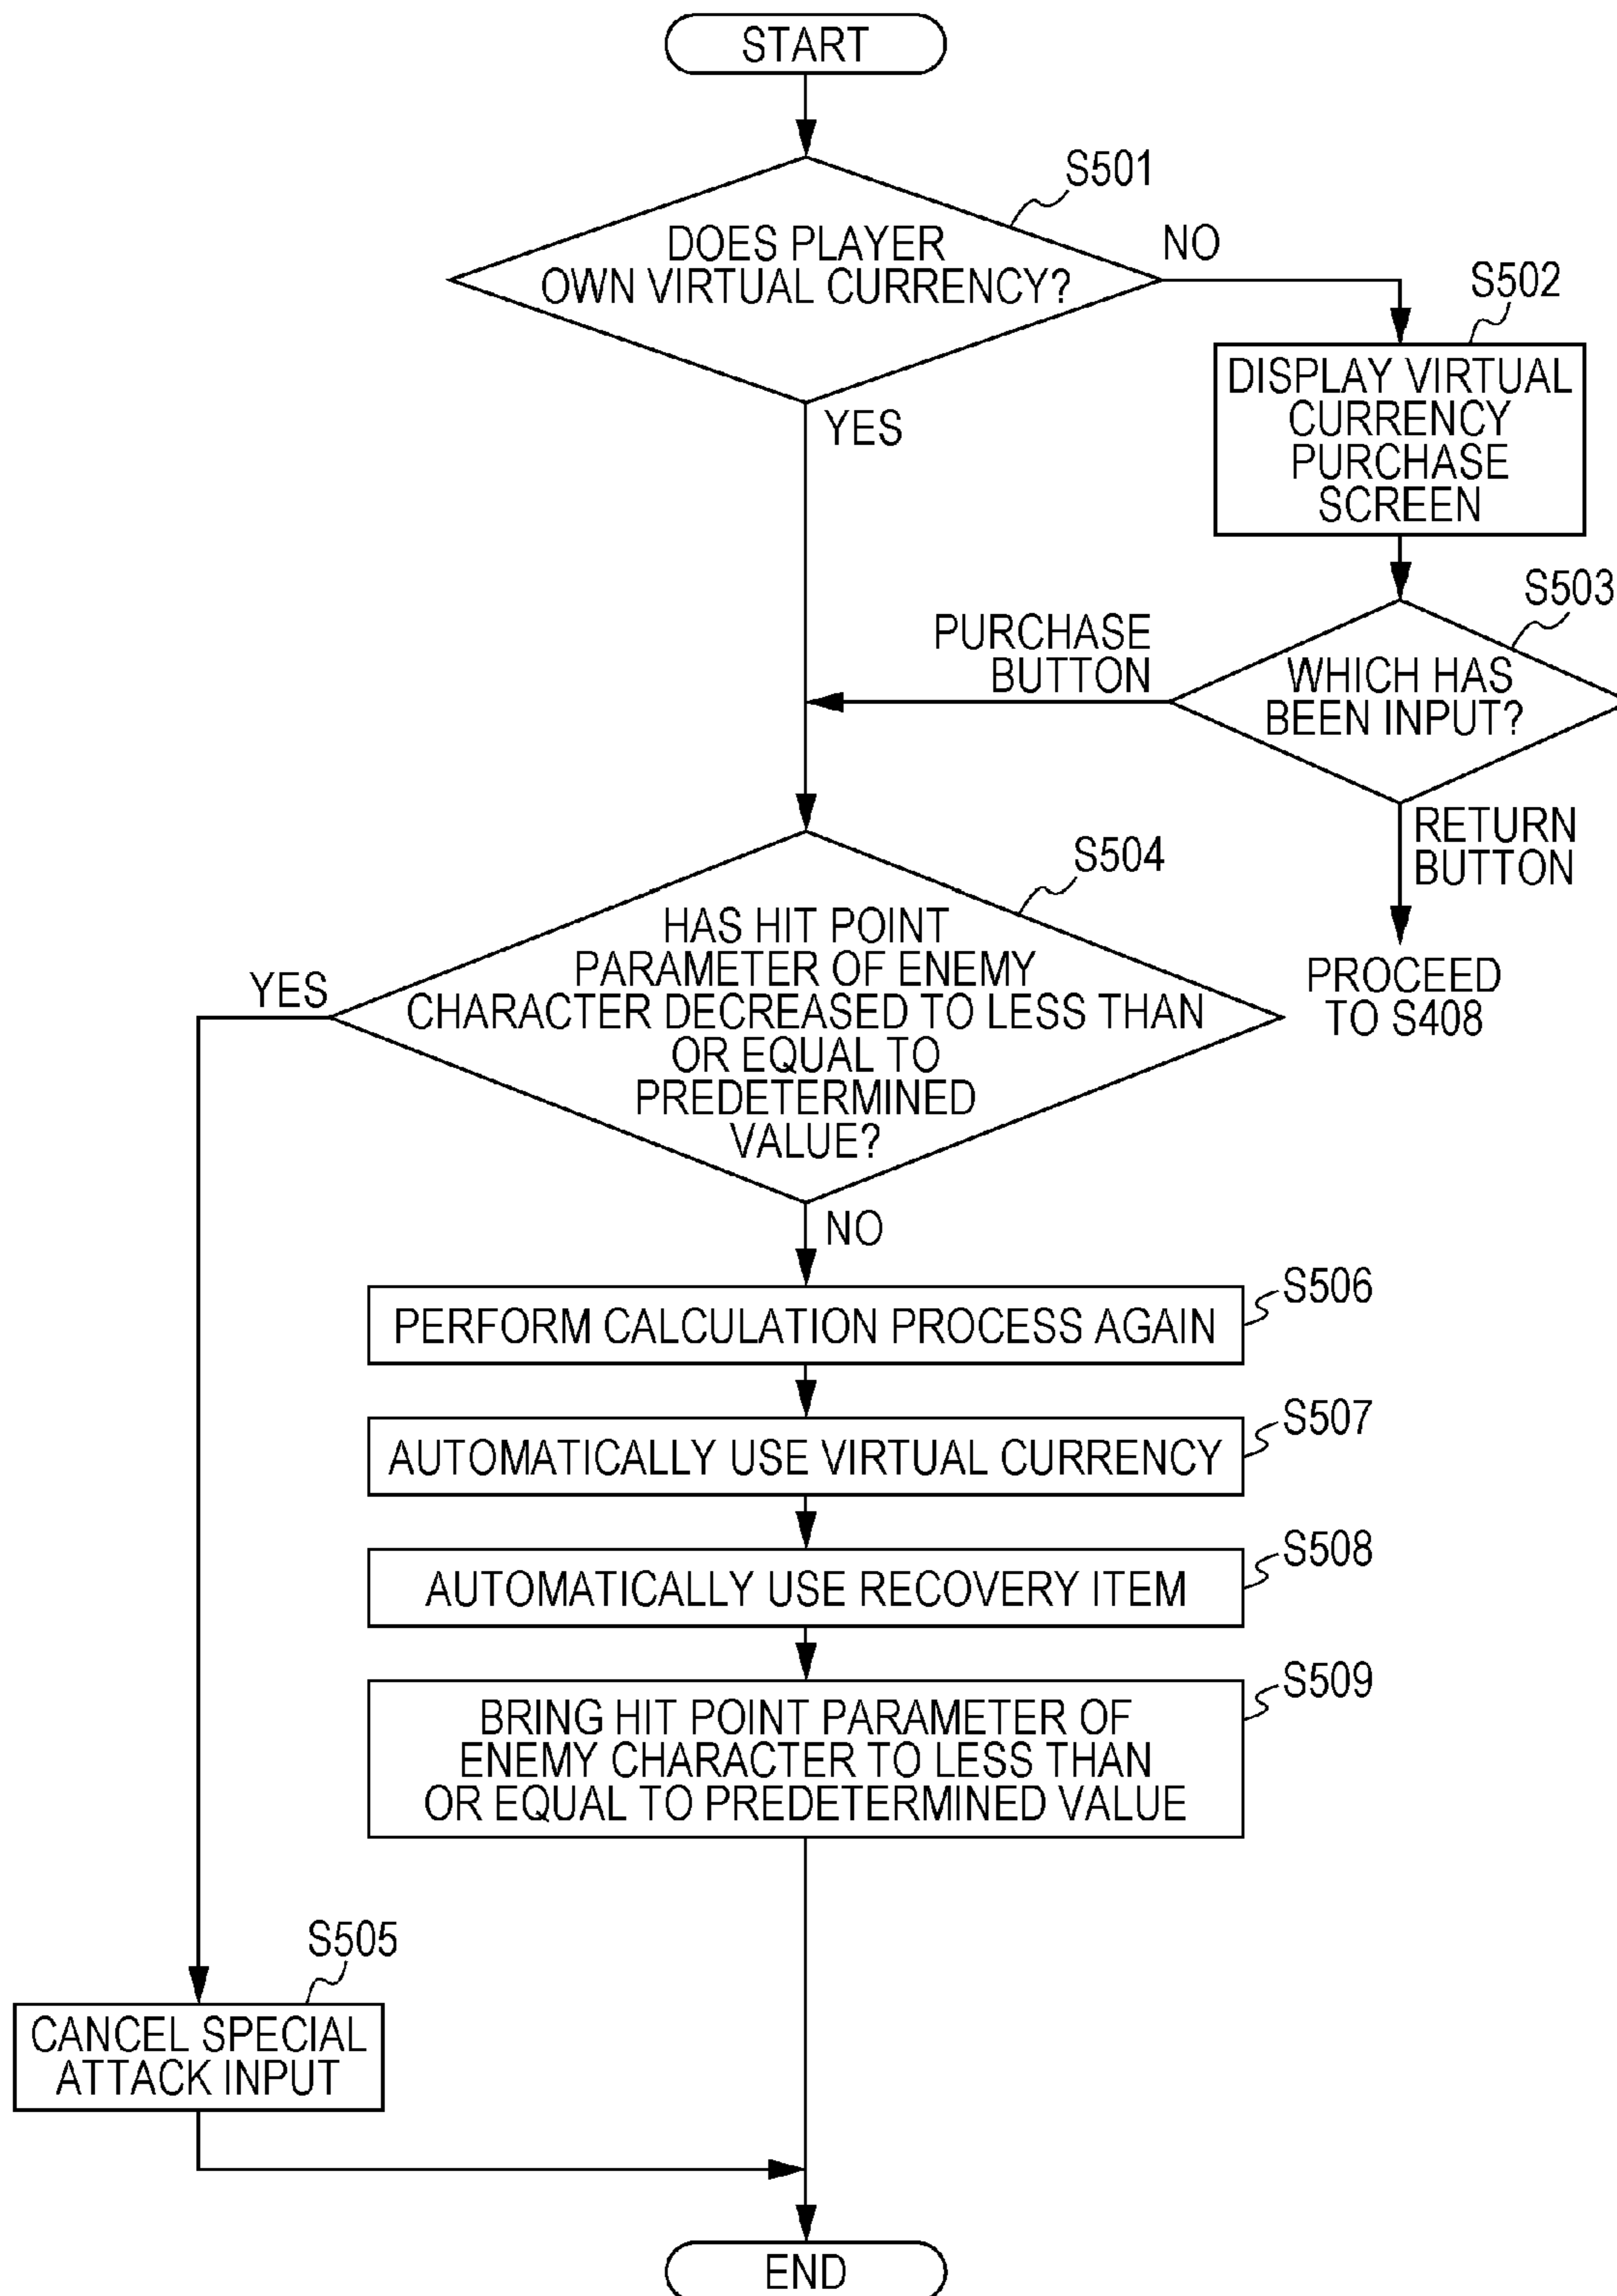 START
S501
DOES PLAYER
OWN VIRTUAL CURRENCY?
NO
YES
S502
DISPLAY VIRTUAL
CURRENCY
PURCHASE
SCREEN
S503
WHICH HAS
BEEN INPUT?
PURCHASE
BUTTON
RETURN
BUTTON
PROCEED
TO S408
S504
HAS HIT POINT
PARAMETER OF ENEMY
CHARACTER DECREASED TO LESS THAN
OR EQUAL TO
PREDETERMINED
VALUE?
YES
NO
S506
PERFORM CALCULATION PROCESS AGAIN
S507
AUTOMATICALLY USE VIRTUAL CURRENCY
S508
AUTOMATICALLY USE RECOVERY ITEM
S509
BRING HIT POINT PARAMETER OF
ENEMY CHARACTER TO LESS THAN
OR EQUAL TO PREDETERMINED VALUE
S505
CANCEL SPECIAL
ATTACK INPUT
END